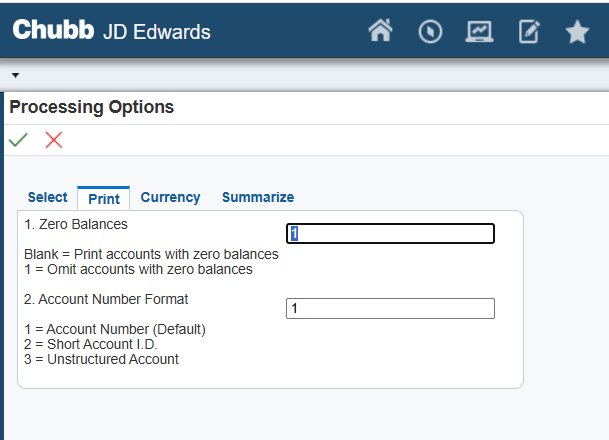 Chubb JD Edwards
Processing Options
Select Print Currency Summarize
1. Zero Balances
1
Blank = Print accounts with zero balances
1 = Omit accounts with zero balances
2. Account Number Format
1
1 = Account Number (Default)
2 = Short Account I.D.
3 = Unstructured Account